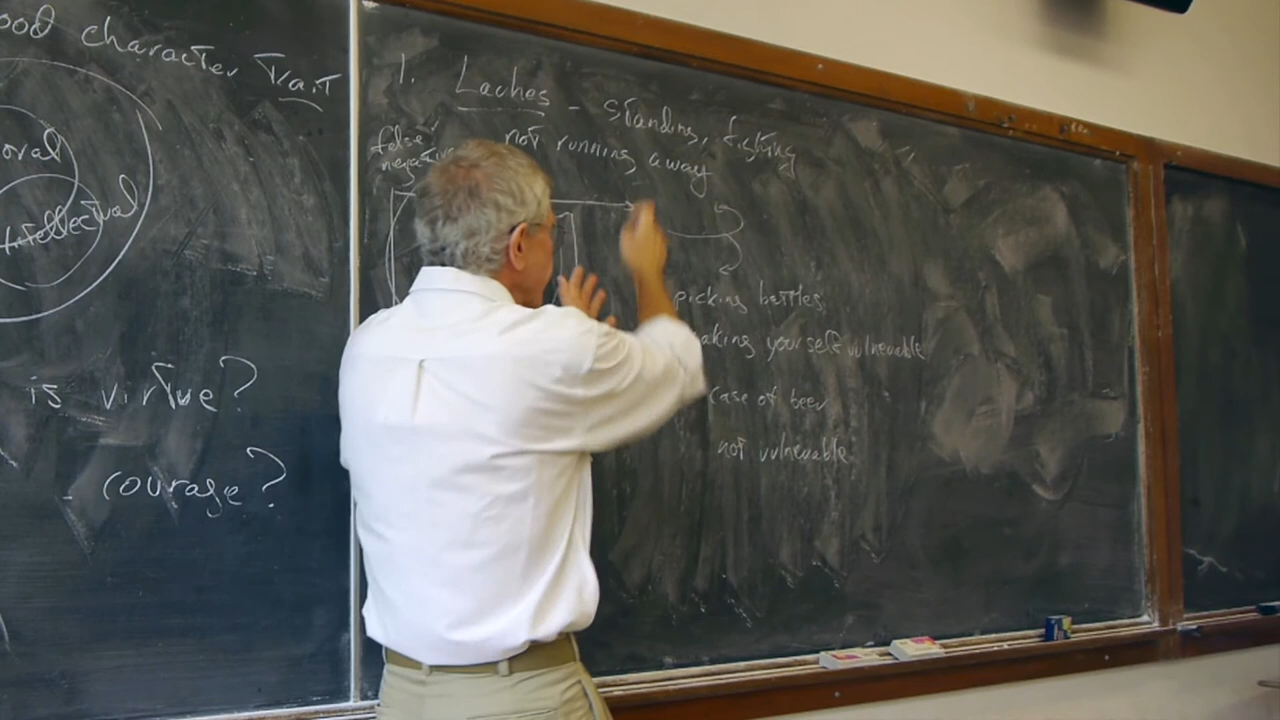 ood character trait
oral
Intellectual
is virtue?
- courage?
1. Laches - standing, fighting
not running away
false
negative
picking battles
aking yourself vulnerable
case of beer
not vulnerable